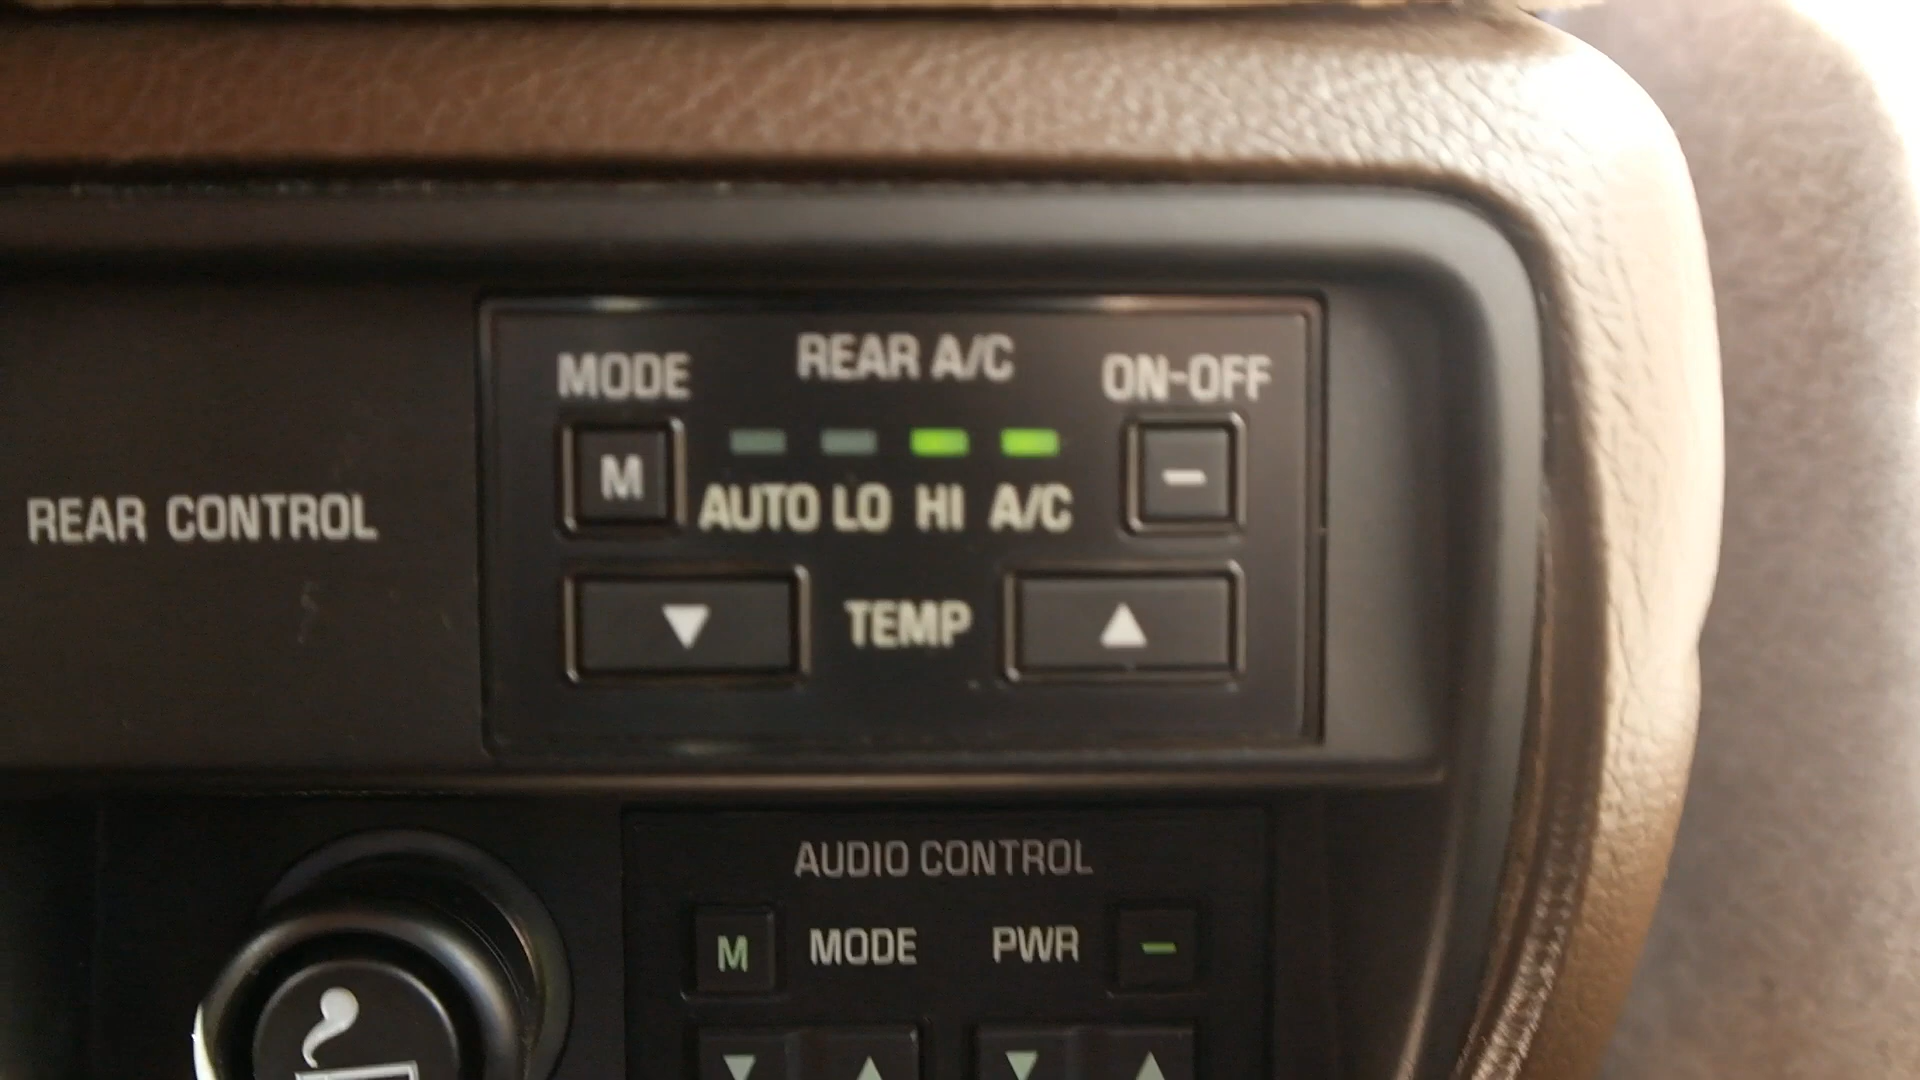 REAR CONTROL
REAR A/C
MODE
ON-OFF
M
AUTO LO HI A/C
TEMP
AUDIO CONTROL
M MODE PWR